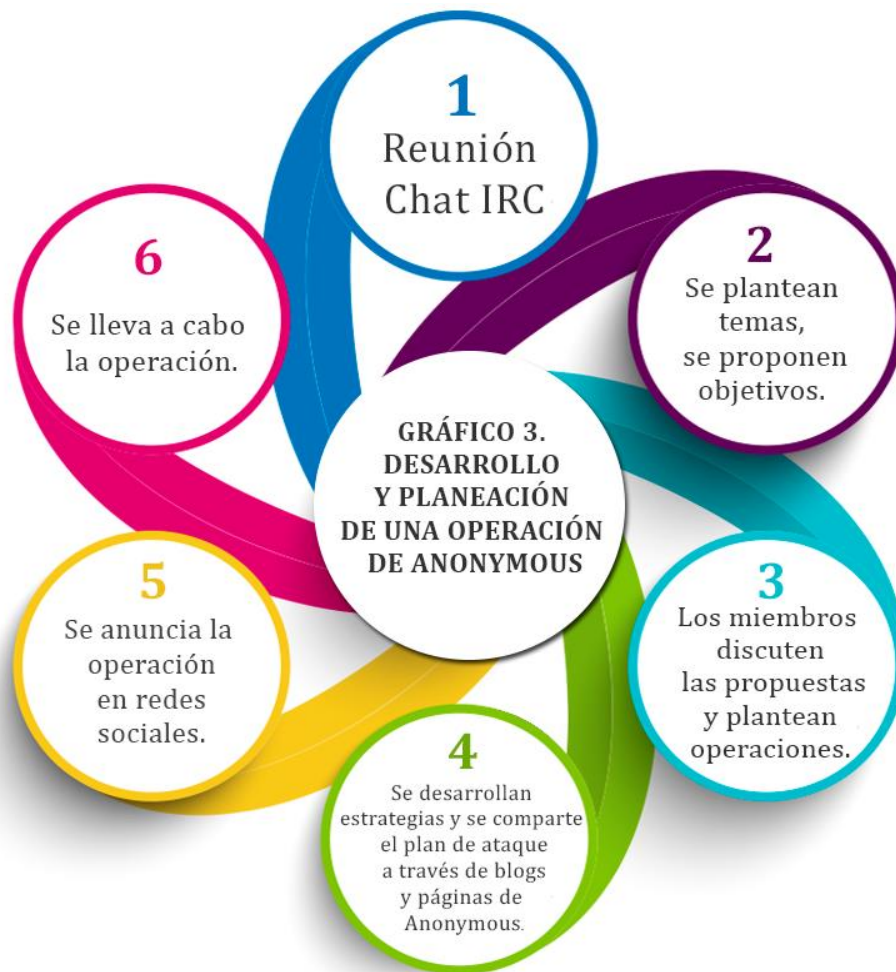 1
Reunión
Chat IRC
2
Se plantean
temas,
se proponen
objetivos.
3
Los miembros
discuten
las propuestas
y plantean
operaciones.
4
Se desarrollan
estrategias y se comparte
el plan de ataque
a través de blogs
y páginas de
Anonymous.
5
Se anuncia la
operación
en redes
sociales.
6
Se lleva a cabo
la operación.
GRÁFICO 3.
DESARROLLO
Y PLANEACIÓN
DE UNA OPERACIÓN
DE ANONYMOUS